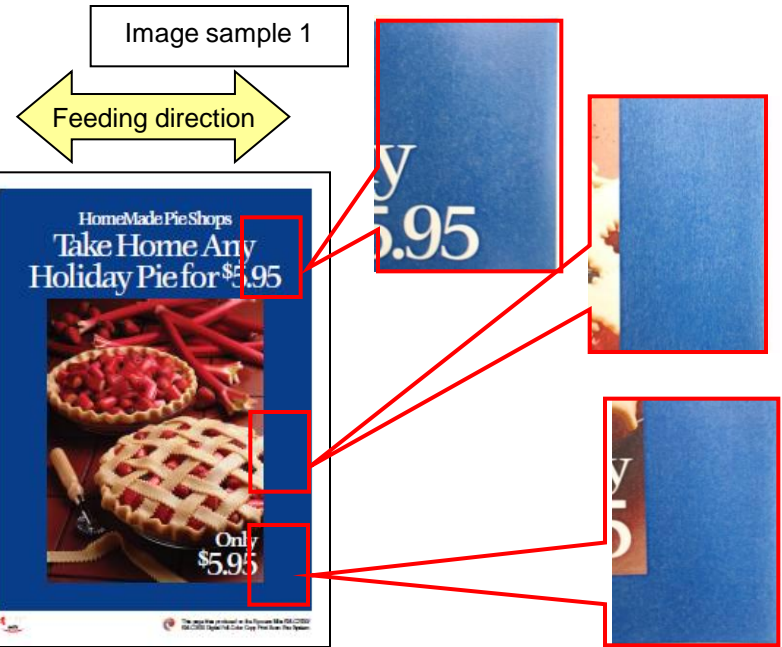 Image sample 1
Feeding direction
HomeMade Pie Shops
Take Home Any
Holiday Pie for $5.95
Only
$5.95
y
5.95
y
5